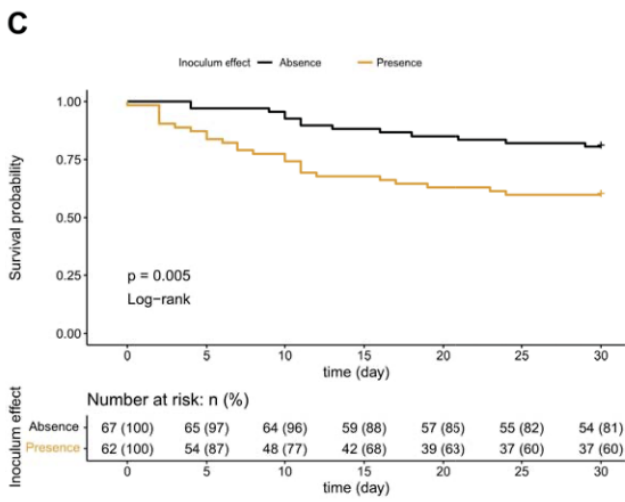 C
Inoculum effect Absence Presence
1.00
0.75
0.50
0.25
0.00
Survival probability
p = 0.005
Log-rank
0 5 10 15 20 25 30
time (day)
Number at risk: n (%)
Inoculum effect
Absence 67 (100) 65 (97) 64 (96) 59 (88) 57 (85) 55 (82) 54 (81)
Presence 62 (100) 54 (87) 48 (77) 42 (68) 39 (63) 37 (60) 37 (60)
0 5 10 15 20 25 30
time (day)